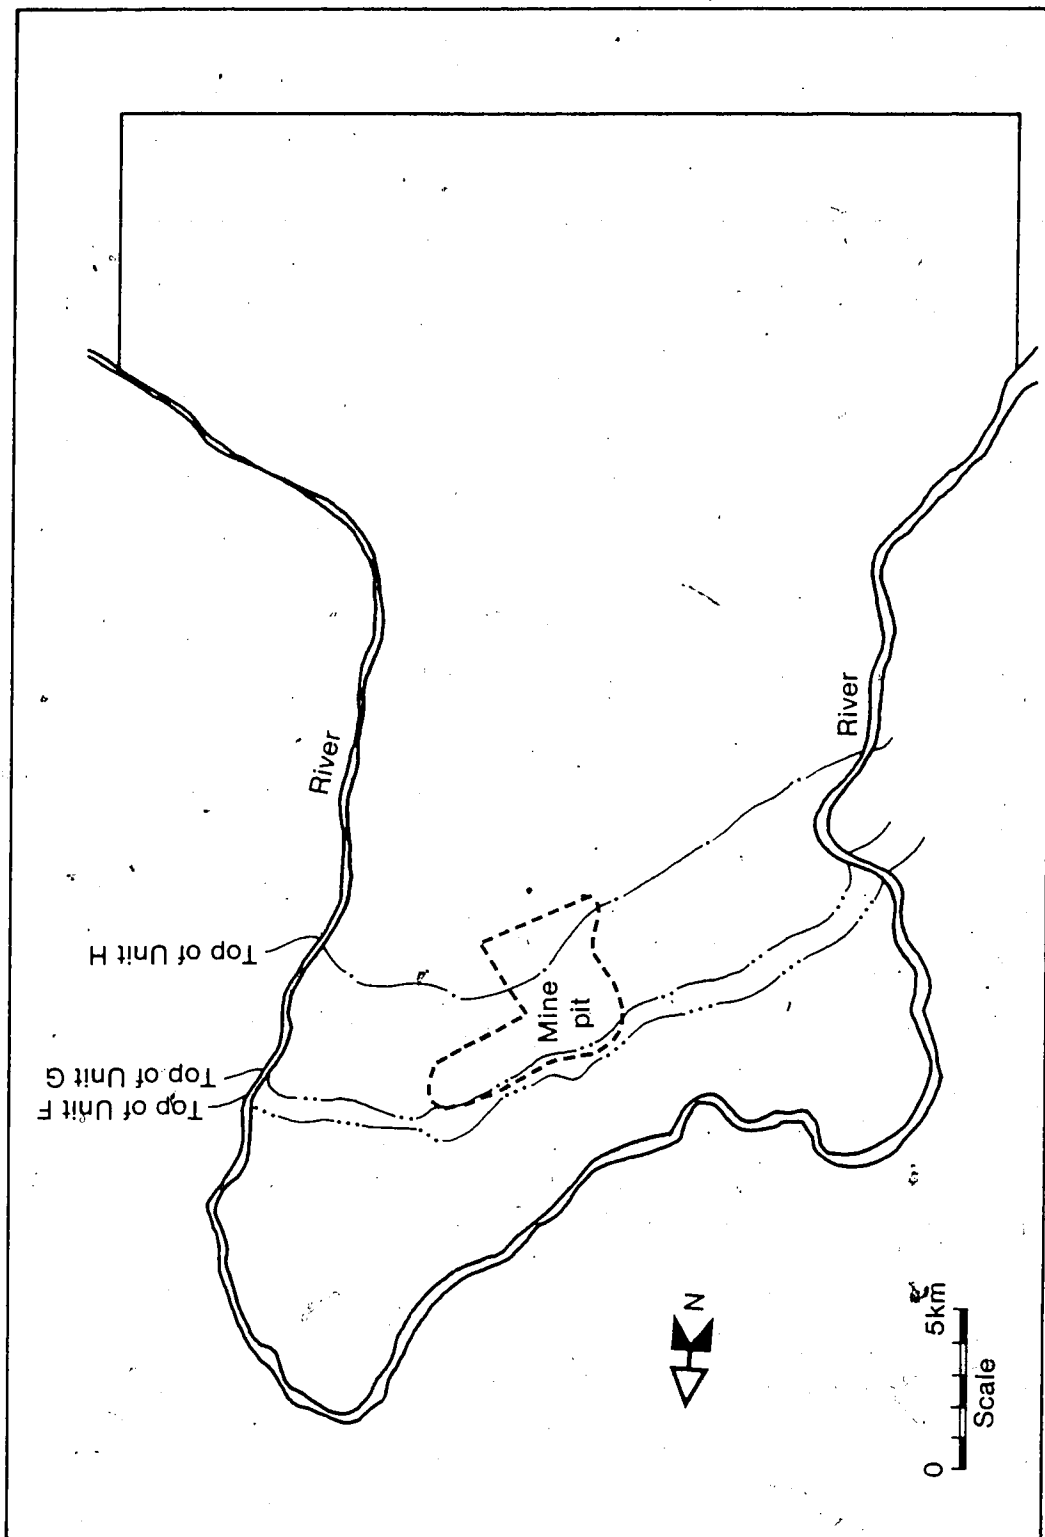 Top of Unit H
Top of Unit G
Top of Unit F
River
River
Mine
pit
N
0 5km
Scale